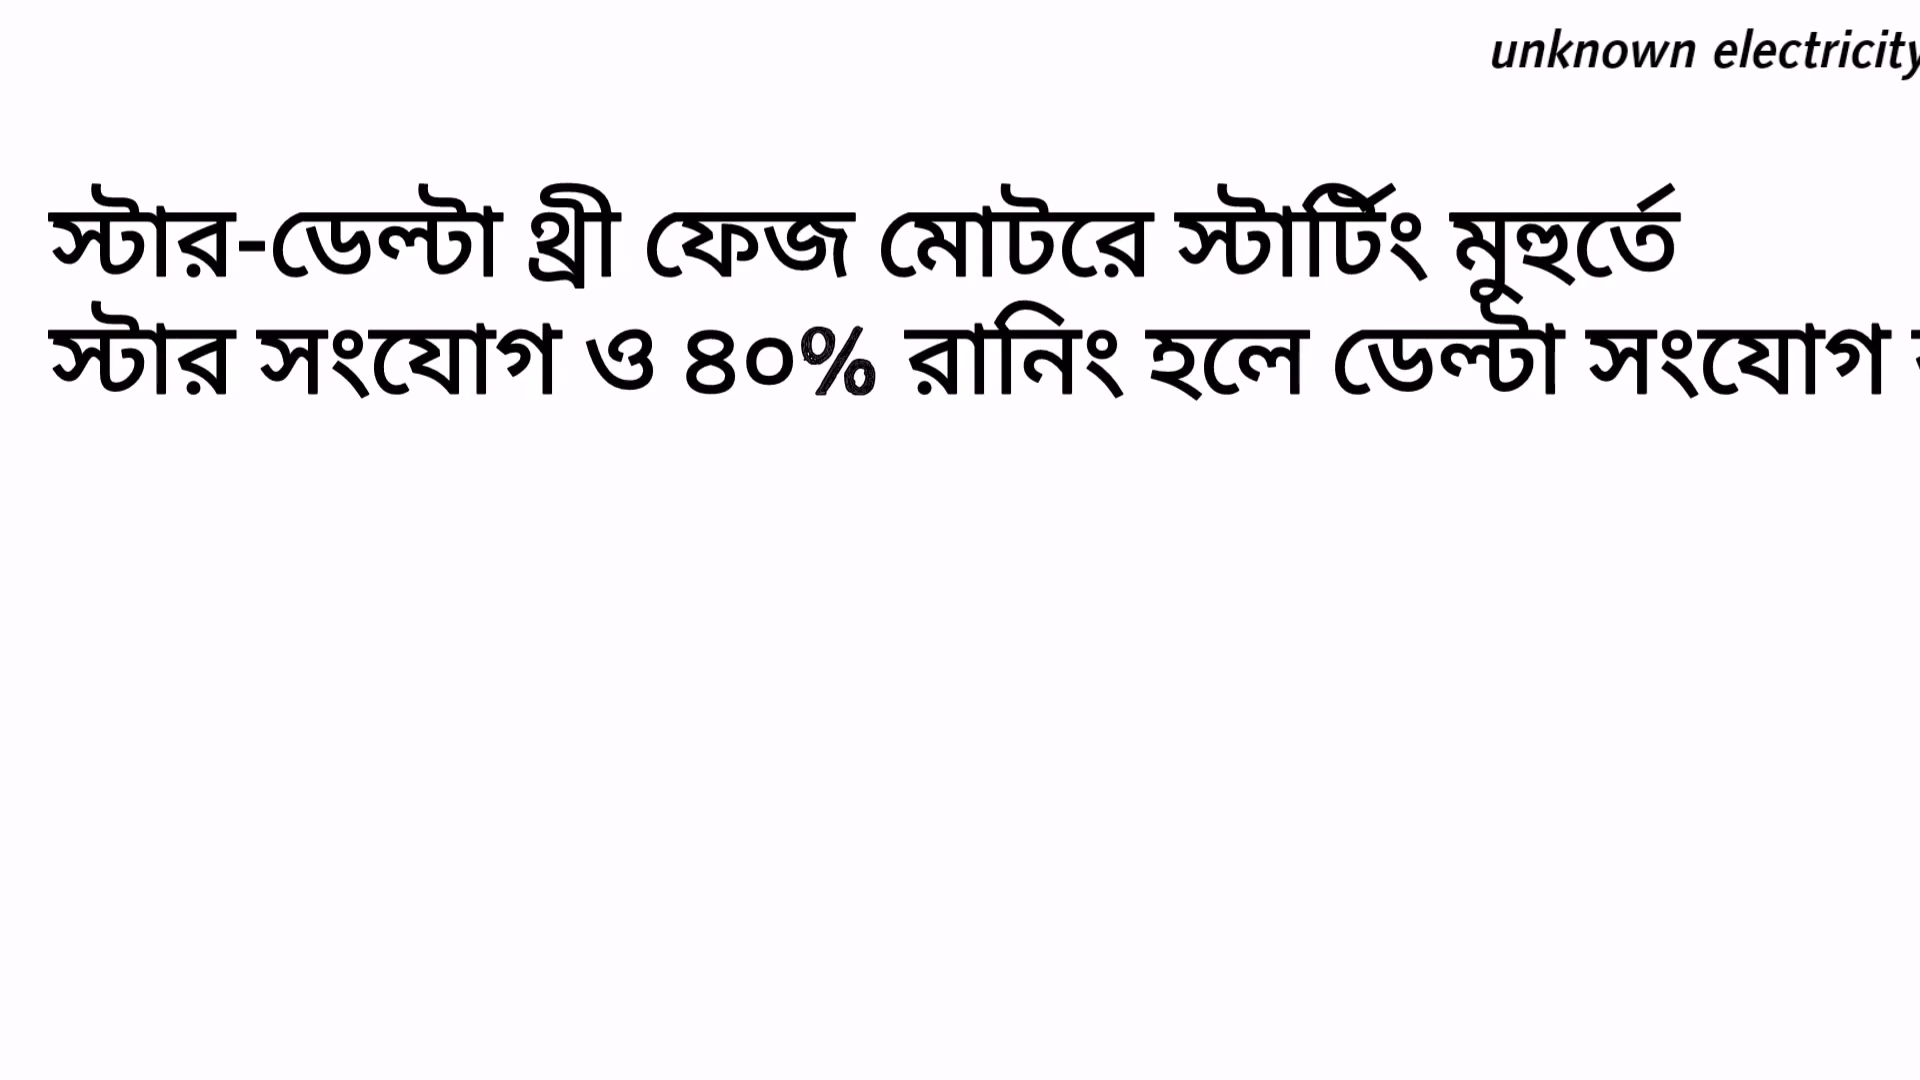 unknown electricity
স্টার-ডেল্টা থ্রী ফেজ মোটরে স্টার্টিং মুহুর্তে
স্টার সংযোগ ও ৪০% রানিং হলে ডেল্টা সংযোগ